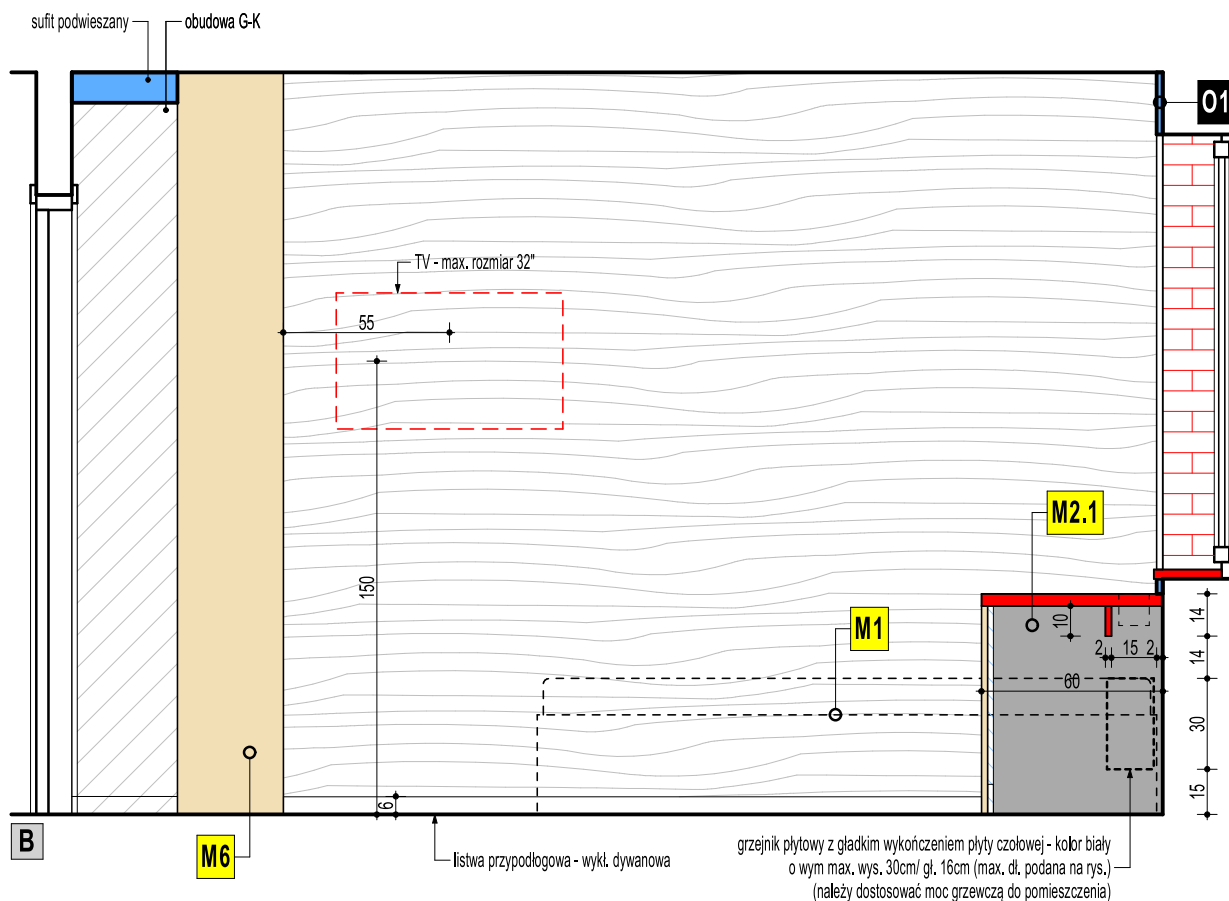 sufit podwieszany
obudowa G-K
O1
TV - max. rozmiar 32"
55
150
M2.1
M1
10
2
15
2
60
14
14
30
15
6
B
M6
listwa przypodłogowa - wykł. dywanowa
grzejnik płytowy z gładkim wykończeniem płyty czołowej - kolor biały
o wym max. wys. 30cm/ gł. 16cm (max. dł. podana na rys.)
(należy dostosować moc grzewczą do pomieszczenia)